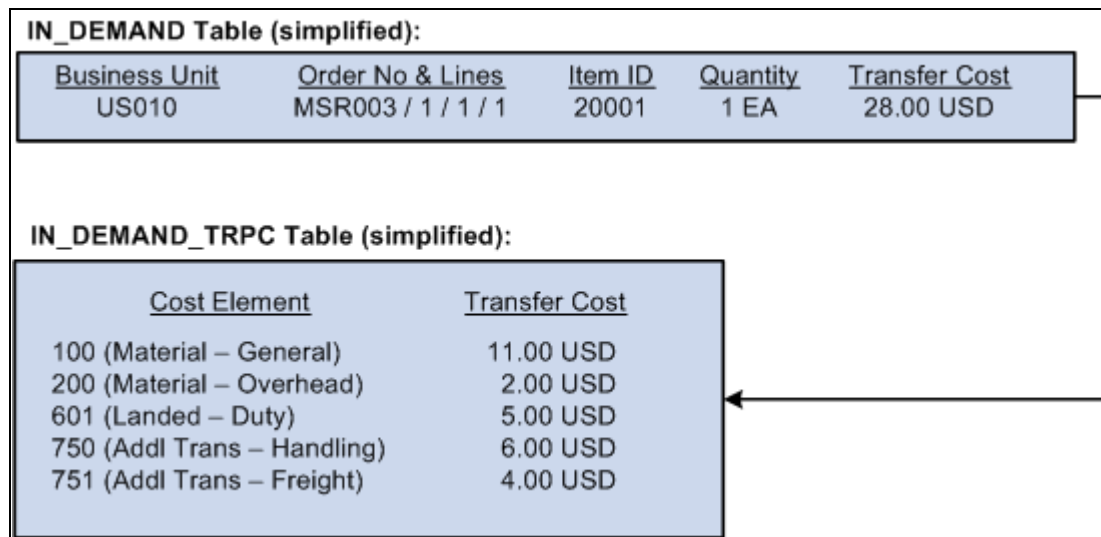 IN_DEMAND Table (simplified):
Business Unit Order No & Lines Item ID Quantity Transfer Cost
US010 MSR003 / 1 / 1 / 1 20001 1 EA 28.00 USD
IN_DEMAND_TRPC Table (simplified):
Cost Element Transfer Cost
100 (Material – General) 11.00 USD
200 (Material – Overhead) 2.00 USD
601 (Landed – Duty) 5.00 USD
750 (Addl Trans – Handling) 6.00 USD
751 (Addl Trans – Freight) 4.00 USD